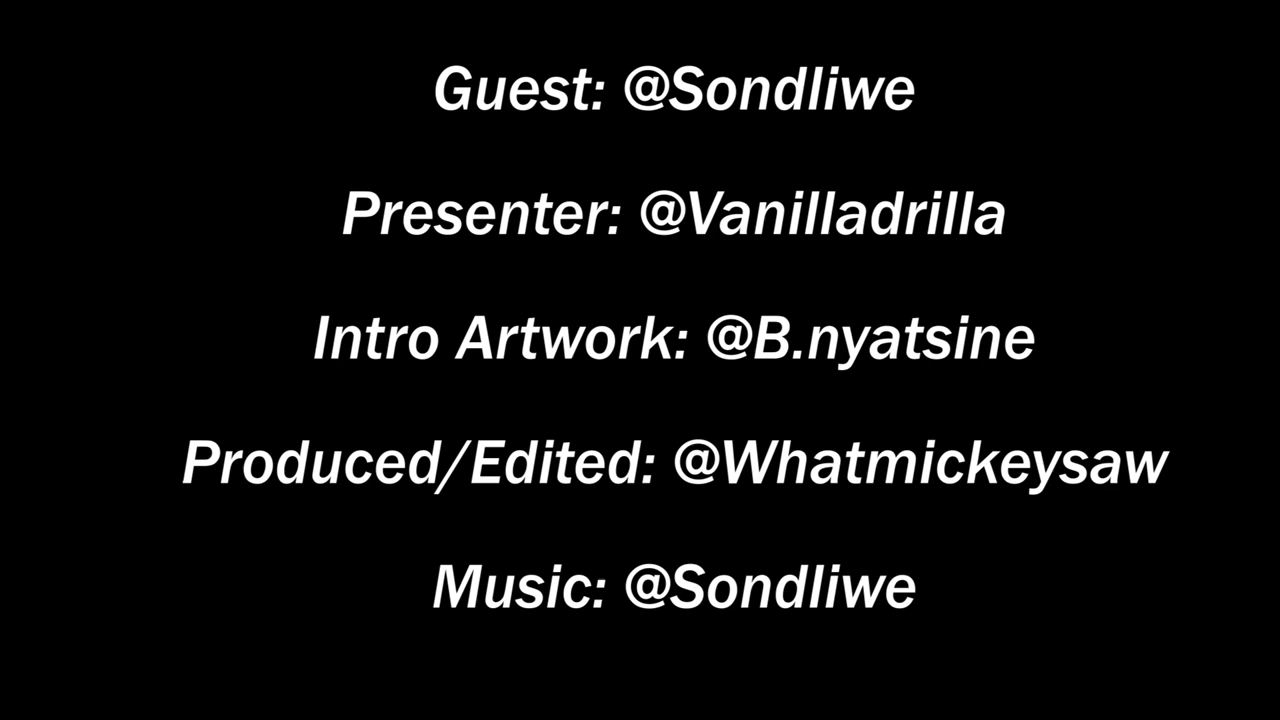 Guest: @Sondliwe
Presenter: @Vanilladrilla
Intro Artwork: @B.nyatsine
Produced/Edited: @Whatmickeysaw
Music: @Sondliwe